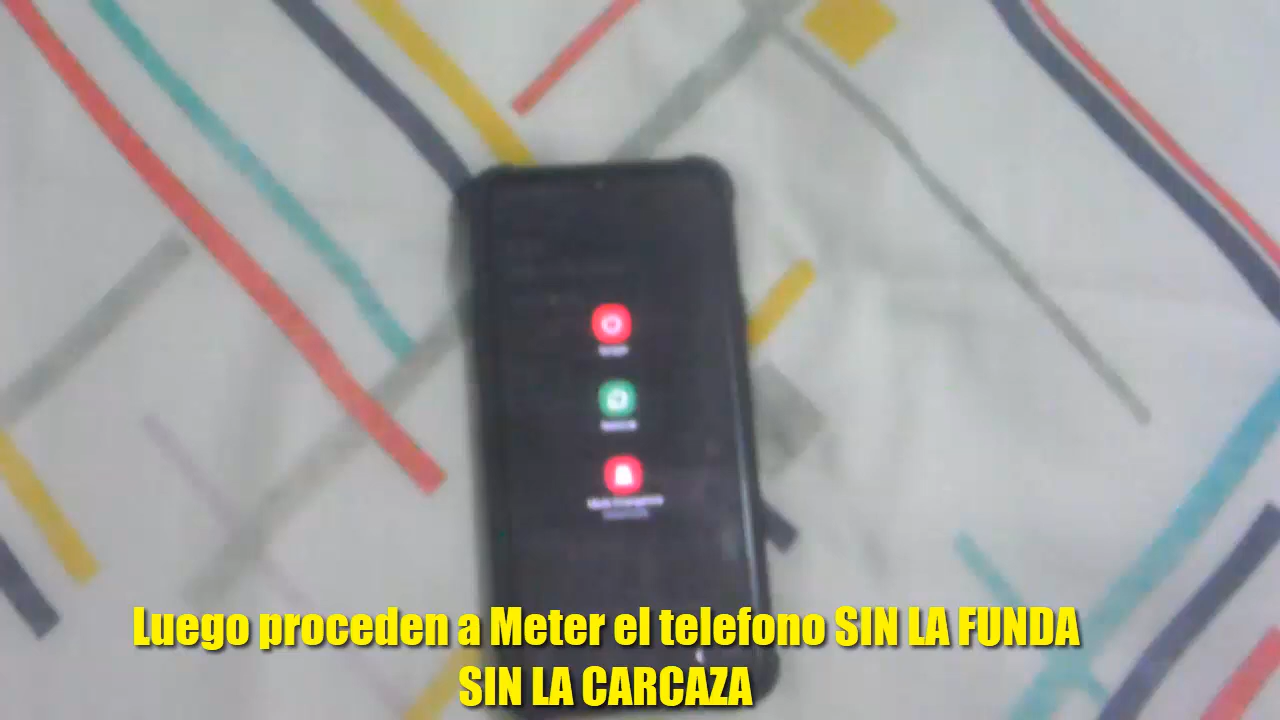 Luego proceden a Meter el telefono SIN LA FUNDA
SIN LA CARCAZA